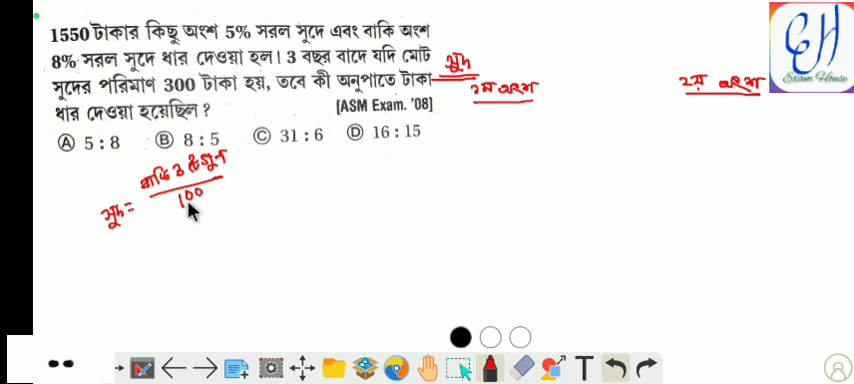 1550 টাকার কিছু অংশ 5% সরল সুদে এবং বাকি অংশ
8% সরল সুদে ধার দেওয়া হল। 3 বছর বাদে যদি মোট
সুদের পরিমাণ 300 টাকা হয়, তবে কী অনুপাতে টাকা
ধার দেওয়া হয়েছিল ? [ASM Exam. '08]
Ⓐ 5 : 8 Ⓑ 8 : 5 Ⓒ 31 : 6 Ⓓ 16 : 15
সুদ
১ম অংশ
২য় অংশ
সুদ =
100
Exam House
T